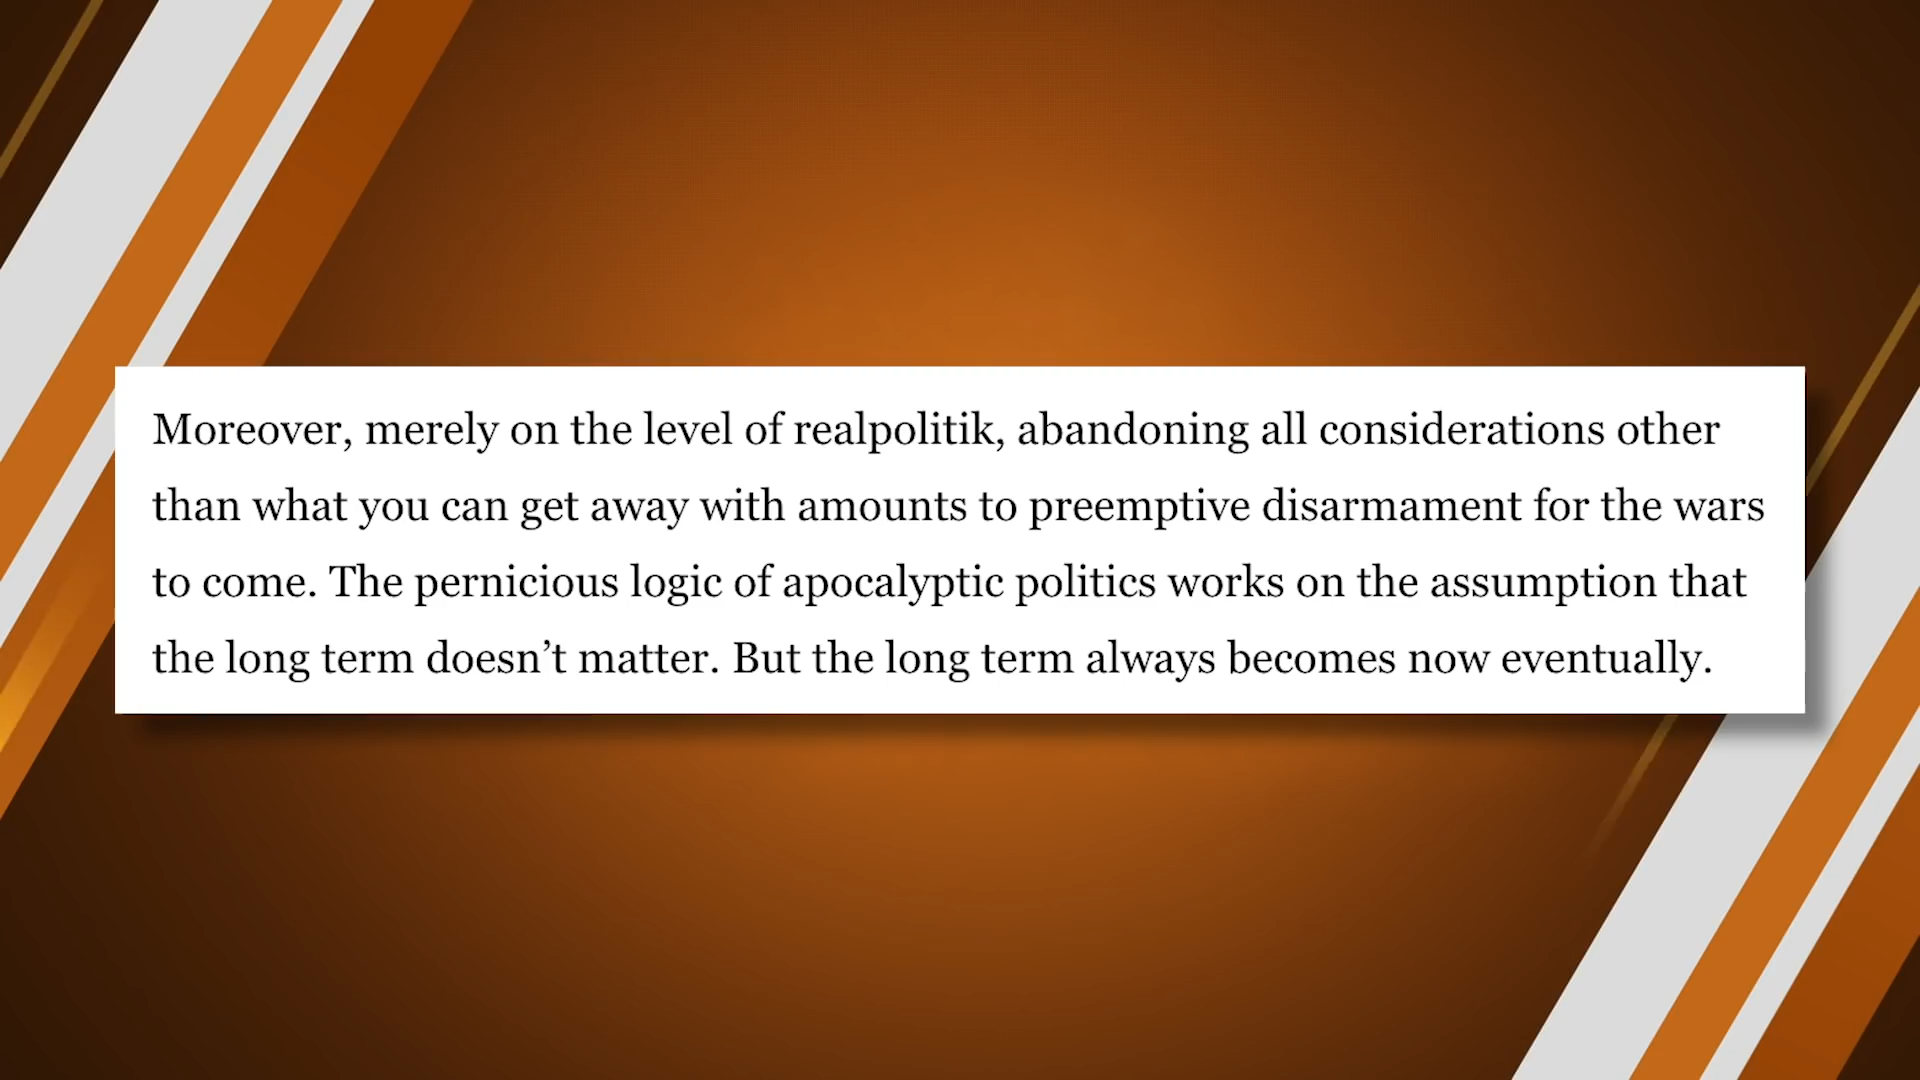 Moreover, merely on the level of realpolitik, abandoning all considerations other
than what you can get away with amounts to preemptive disarmament for the wars
to come. The pernicious logic of apocalyptic politics works on the assumption that
the long term doesn’t matter. But the long term always becomes now eventually.